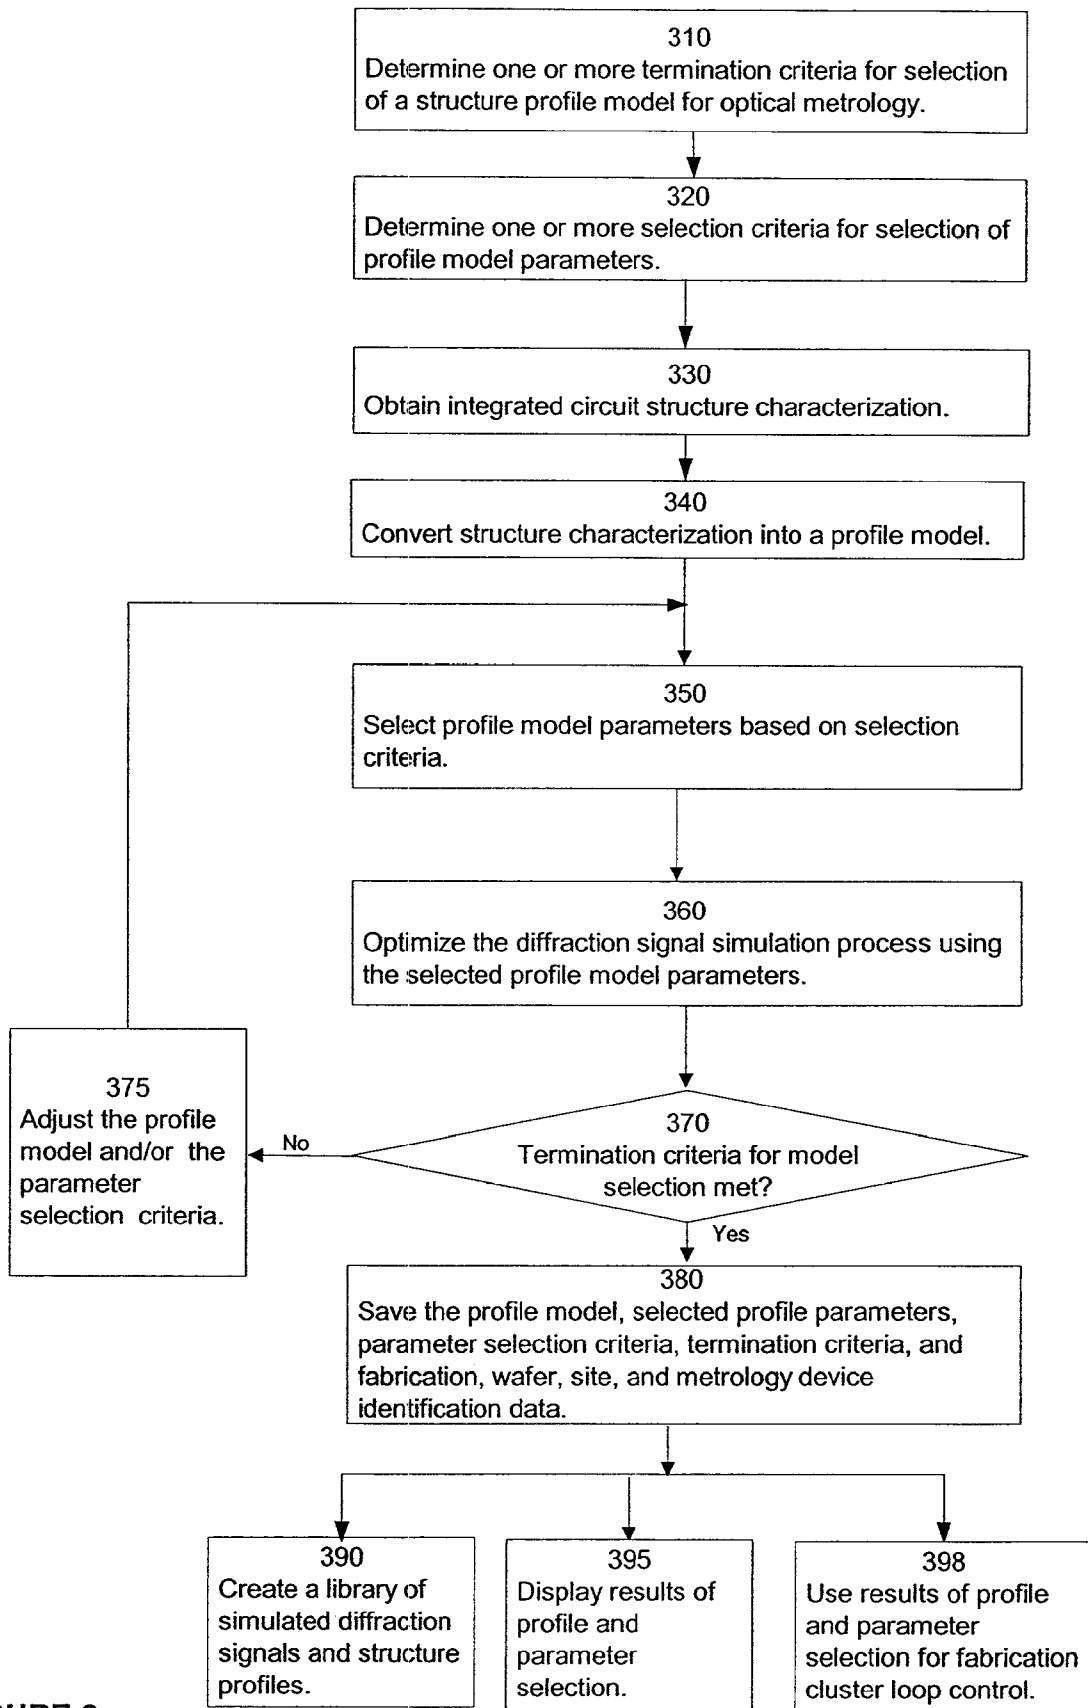 310
Determine one or more termination criteria for selection
of a structure profile model for optical metrology.
320
Determine one or more selection criteria for selection of
profile model parameters.
330
Obtain integrated circuit structure characterization.
340
Convert structure characterization into a profile model.
350
Select profile model parameters based on selection
criteria.
360
Optimize the diffraction signal simulation process using
the selected profile model parameters.
375
Adjust the profile
model and/or the
parameter
selection criteria.
No
370
Termination criteria for model
selection met?
Yes
380
Save the profile model, selected profile parameters,
parameter selection criteria, termination criteria, and
fabrication, wafer, site, and metrology device
identification data.
390
Create a library of
simulated diffraction
signals and structure
profiles.
395
Display results of
profile and
parameter
selection.
398
Use results of profile
and parameter
selection for fabrication
cluster loop control.